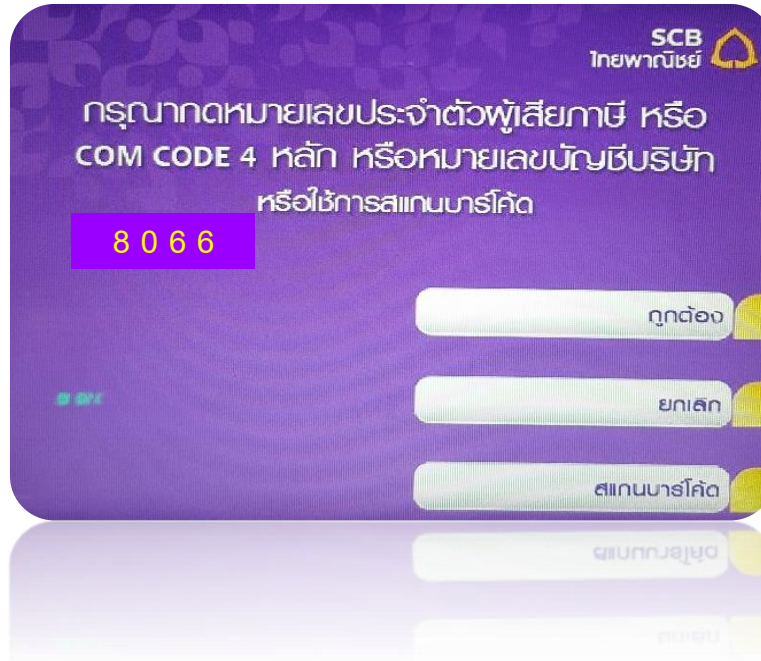 SCB
ไทยพาณิชย์
กรุณากดหมายเลขประจำตัวผู้เสียภาษี หรือ
COM CODE 4 หลัก หรือหมายเลขบัญชีบริษัท
หรือใช้การสแกนบาร์โค้ด
8 0 6 6
ถูกต้อง
ยกเลิก
สแกนบาร์โค้ด